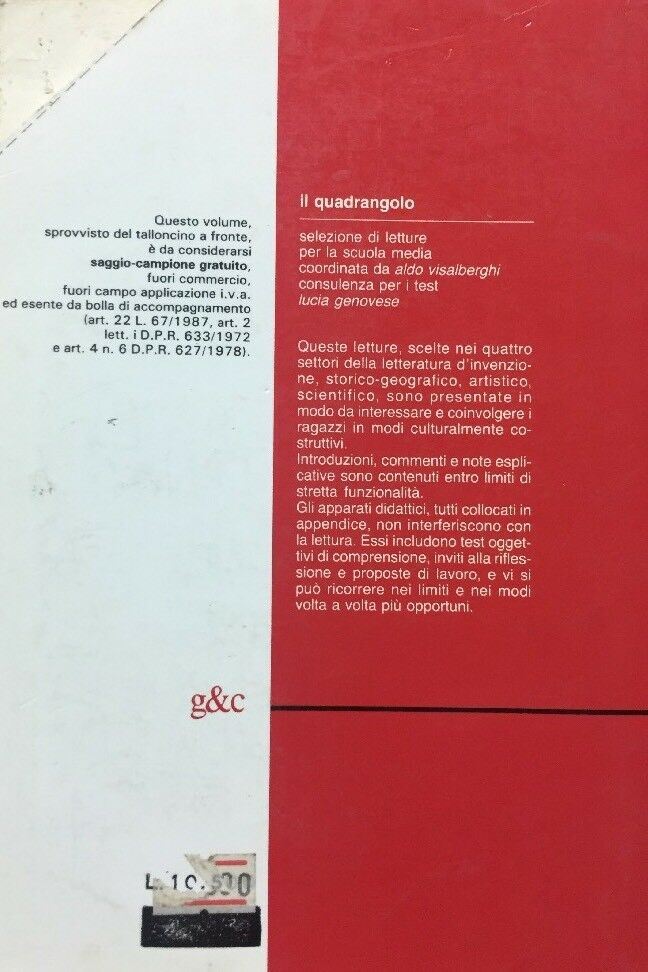 Questo volume,
sprovvisto del talloncino a fronte,
è da considerarsi
saggio-campione gratuito,
fuori commercio,
fuori campo applicazione i.v.a.
ed esente da bolla di accompagnamento
(art. 22 L. 67/1987, art. 2
lett. i D.P.R. 633/1972
e art. 4 n. 6 D.P.R. 627/1978).
il quadrangolo
selezione di letture
per la scuola media
coordinata da aldo visalberghi
consulenza per i test
lucia genovese
Queste letture, scelte nei quattro
settori della letteratura d'invenzio-
ne, storico-geografico, artistico,
scientifico, sono presentate in
modo da interessare e coinvolgere i
ragazzi in modi culturalmente co-
struttivi.
Introduzioni, commenti e note espli-
cative sono contenuti entro limiti di
stretta funzionalità.
Gli apparati didattici, tutti collocati in
appendice, non interferiscono con
la lettura. Essi includono test ogget-
tivi di comprensione, inviti alla rifles-
sione e proposte di lavoro, e vi si
può ricorrere nei limiti e nei modi
volta a volta più opportuni.
g&c